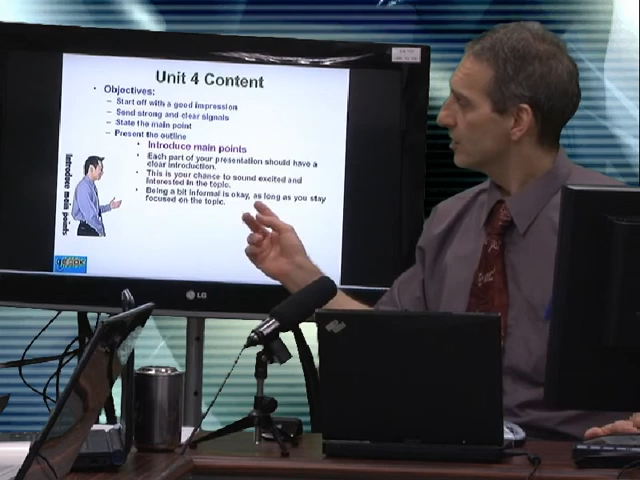 Unit 4 Content
• Objectives:
– Start off with a good impression
– Send strong and clear signals
– State the main point
– Present the outline
• Introduce main points
• Each part of your presentation should have a
clear introduction.
• This is your chance to sound excited and
interested in the topic.
• Being a bit informal is okay, as long as you stay
focused on the topic.
Introduce main points
LG